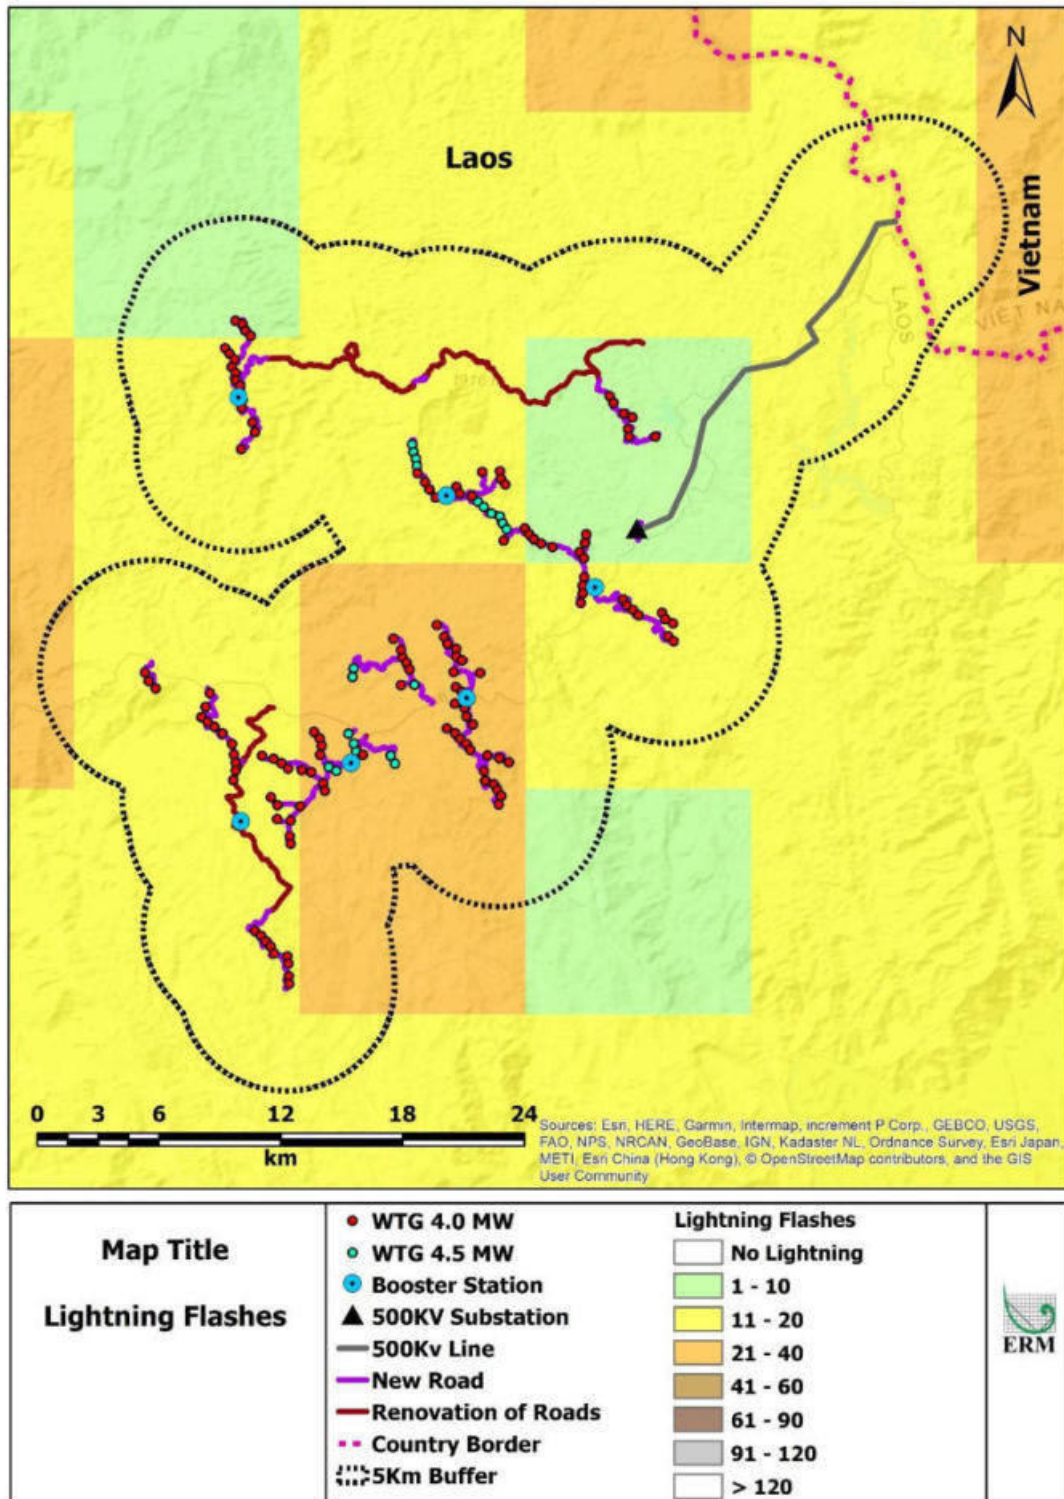 N
Laos
Vietnam
LAOS
VIET NA
0 3 6 12 18 24
km
Sources: Esri, HERE, Garmin, Intermap, increment P Corp., GEBCO, USGS,
FAO, NPS, NRCAN, GeoBase, IGN, Kadaster NL, Ordnance Survey, Esri Japan,
METI, Esri China (Hong Kong), © OpenStreetMap contributors, and the GIS
User Community
Map Title
Lightning Flashes
WTG 4.0 MW
WTG 4.5 MW
Booster Station
500KV Substation
500Kv Line
New Road
Renovation of Roads
Country Border
5Km Buffer
Lightning Flashes
No Lightning
1 - 10
11 - 20
21 - 40
41 - 60
61 - 90
91 - 120
> 120
ERM